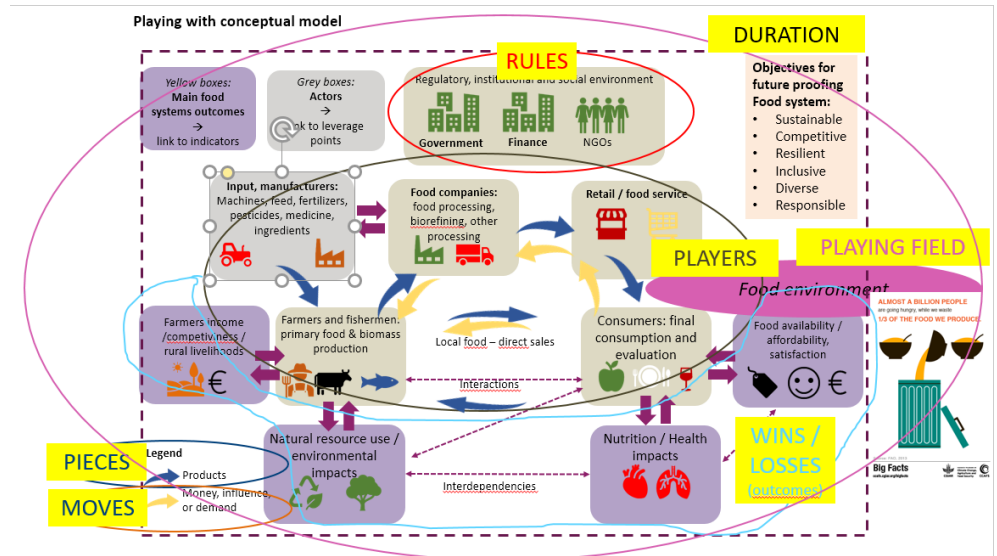 Playing with conceptual model
DURATION
Yellow boxes:
Main food
systems outcomes
→
link to indicators
Grey boxes:
Actors
→
link to leverage
points
RULES
Regulatory, institutional and social environment
Government
Finance
NGOs
Objectives for
future proofing
Food system:
• Sustainable
• Competitive
• Resilient
• Inclusive
• Diverse
• Responsible
Input, manufacturers:
Machines, feed, fertilizers,
pesticides, medicine,
ingredients
Food companies:
food processing,
biorefining, other
processing
Retail / food service
PLAYERS
PLAYING FIELD
Food environment
Farmers income
/competiviness /
rural livelihoods
€
Farmers and fishermen:
primary food & biomass
production
Local food – direct sales
Interactions
Consumers: final
consumption and
evaluation
Food availability /
affordability,
satisfaction
€
ALMOST A BILLION PEOPLE
are going hungry, while we waste
1/3 OF THE FOOD WE PRODUCE.
Natural resource use /
environmental
impacts
Interdependencies
Nutrition / Health
impacts
WINS /
LOSSES
(outcomes)
PIECES
Legend
Products
MOVES
Money, influence,
or demand
Big Facts
CGIAR
CCAFS